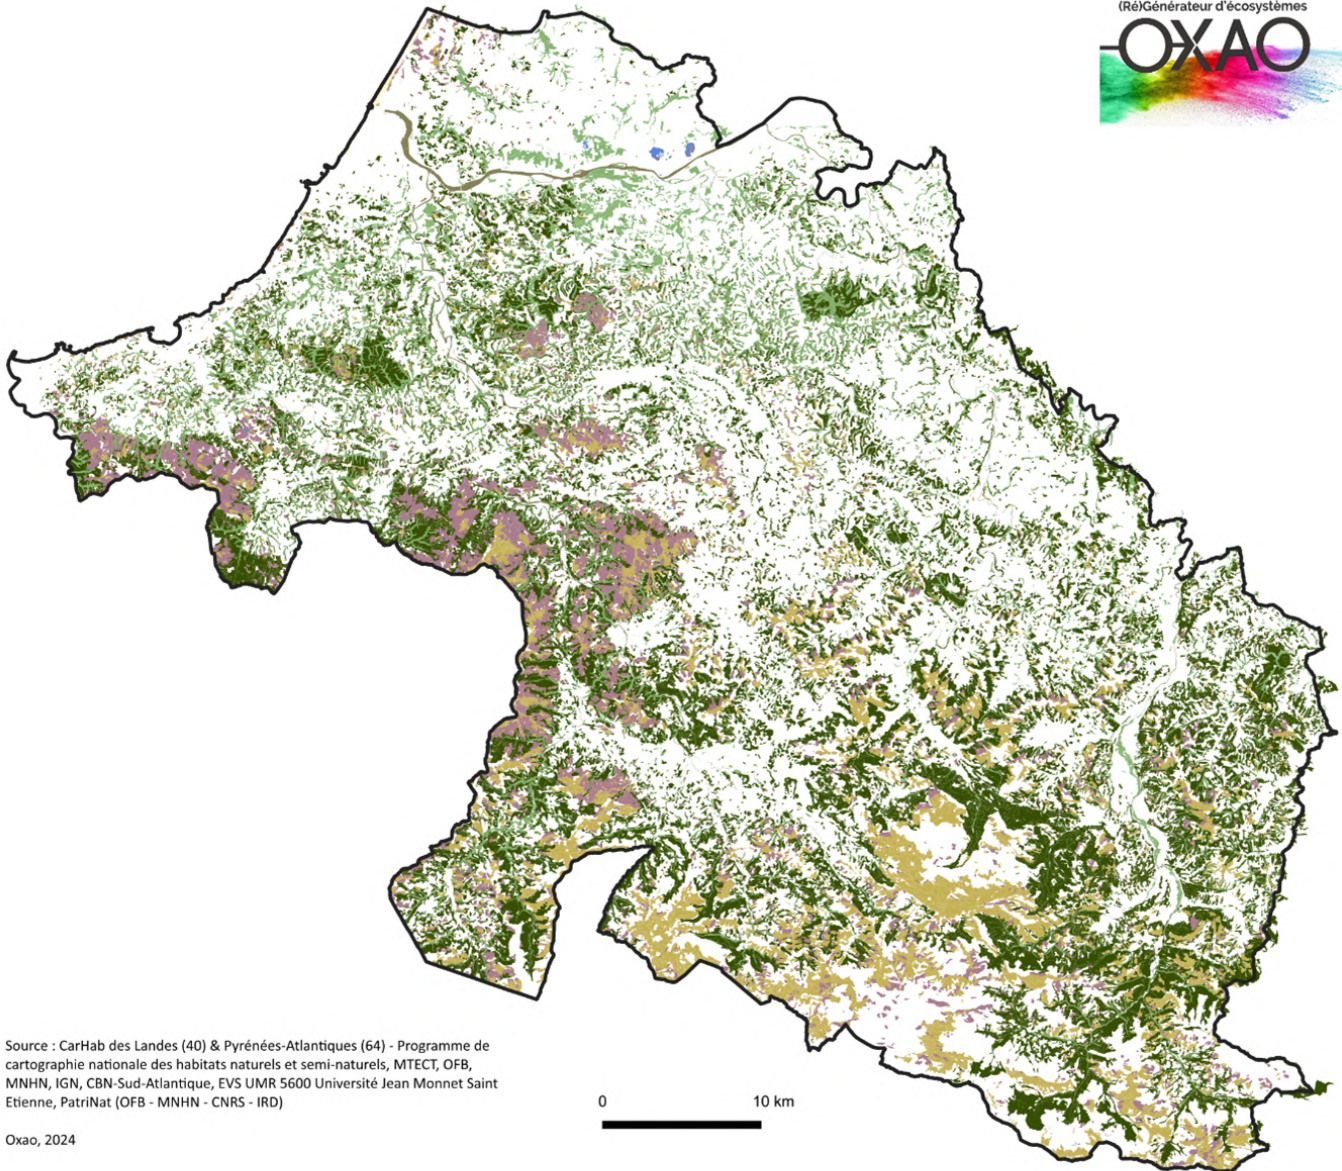 (Ré)Générateur d'écosystèmes
OXAO
Source : CarHab des Landes (40) & Pyrénées-Atlantiques (64) - Programme de
cartographie nationale des habitats naturels et semi-naturels, MTECT, OFB,
MNHN, IGN, CBN-Sud-Atlantique, EVS UMR 5600 Université Jean Monnet Saint
Etienne, PatriNat (OFB - MNHN - CNRS - IRD)
Oxao, 2024
0 10 km